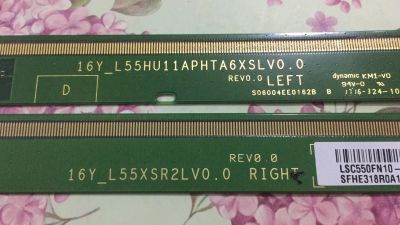 16Y_L55HU11APHTA6XSLV0.0
REV0.0 LEFT
dynamic KM1-V0
94V-0
S06004EE0162B B
D
REV0.0
16Y_L55XSR2LV0.0 RIGHT
LSC550FN10-
SFHE318R0A1